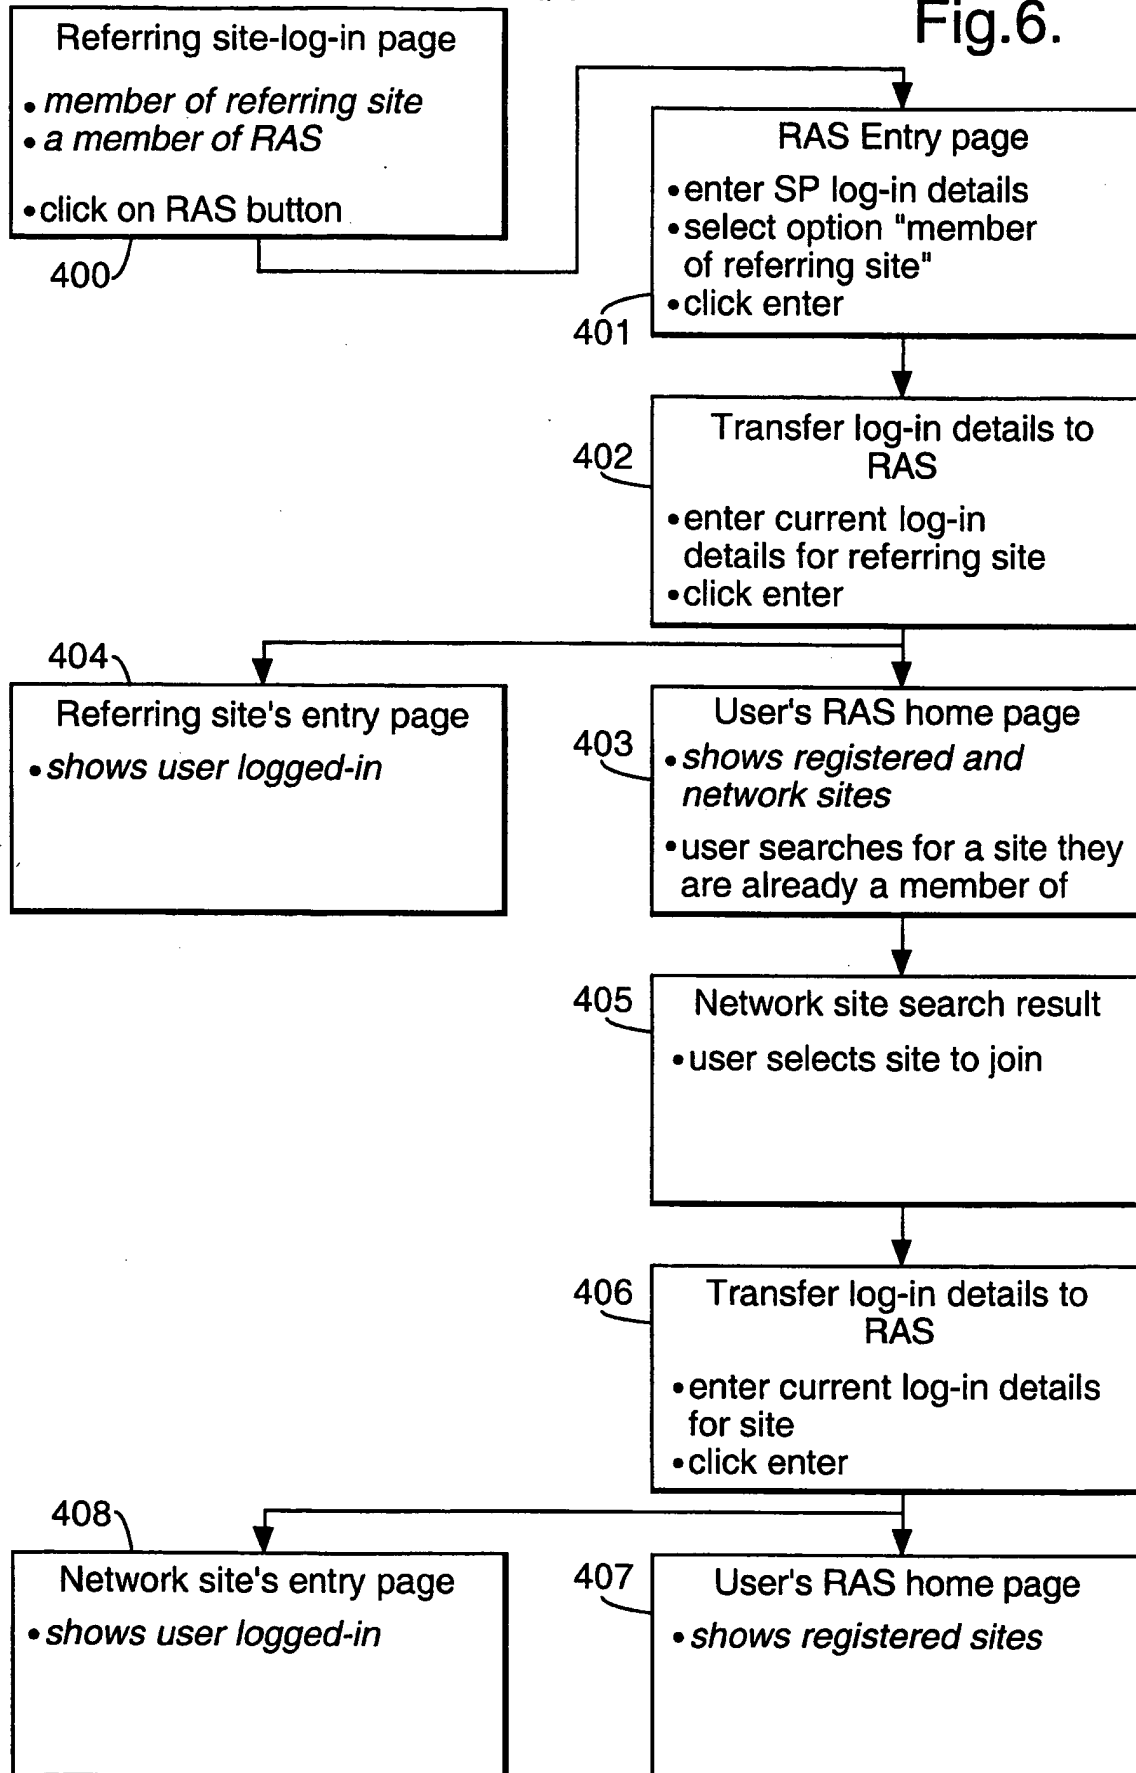 Fig.6.
Referring site-log-in page
• member of referring site
• a member of RAS
• click on RAS button
400
RAS Entry page
• enter SP log-in details
• select option "member
of referring site"
• click enter
401
Transfer log-in details to
RAS
• enter current log-in
details for referring site
• click enter
402
404
Referring site's entry page
• shows user logged-in
User's RAS home page
• shows registered and
network sites
• user searches for a site they
are already a member of
403
405
Network site search result
• user selects site to join
406
Transfer log-in details to
RAS
• enter current log-in details
for site
• click enter
408
Network site's entry page
• shows user logged-in
407
User's RAS home page
• shows registered sites